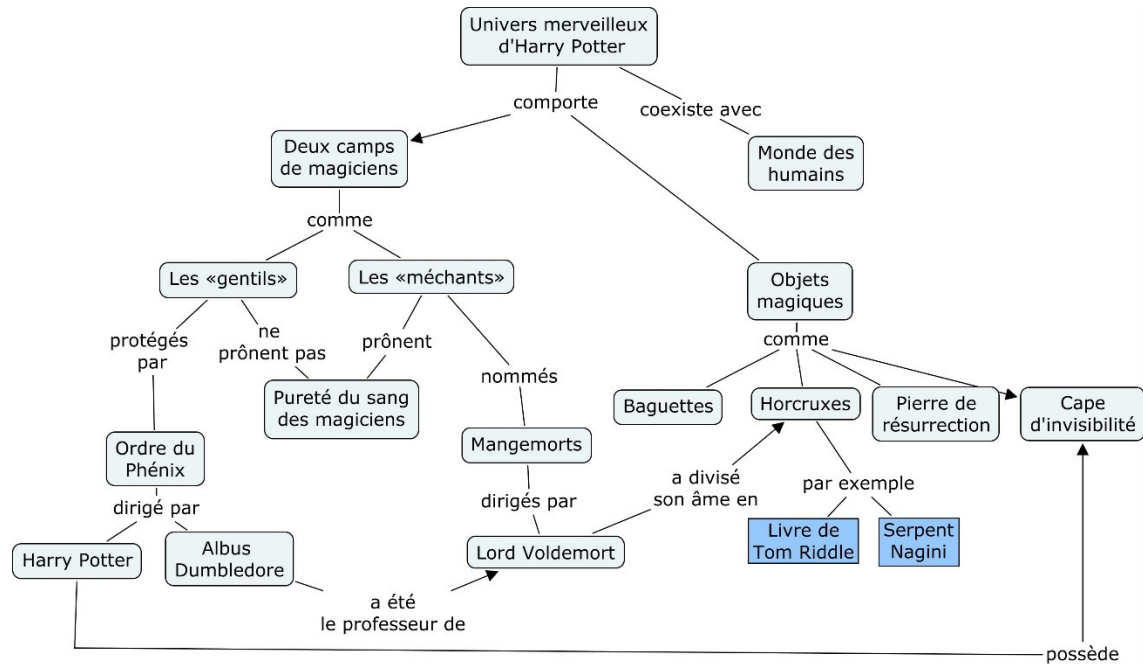 Univers merveilleux
d'Harry Potter
comporte
coexiste avec
Deux camps
de magiciens
Monde des
humains
comme
Les «gentils»
Les «méchants»
Objets
magiques
protégés
par
ne
prônent pas
prônent
nommés
comme
Pureté du sang
des magiciens
Baguettes
Horcruxes
Pierre de
résurrection
Cape
d'invisibilité
Ordre du
Phénix
Mangemorts
a divisé
son âme en
par exemple
dirigé par
dirigés par
Harry Potter
Albus
Dumbledore
Lord Voldemort
Livre de
Tom Riddle
Serpent
Nagini
a été
le professeur de
possède